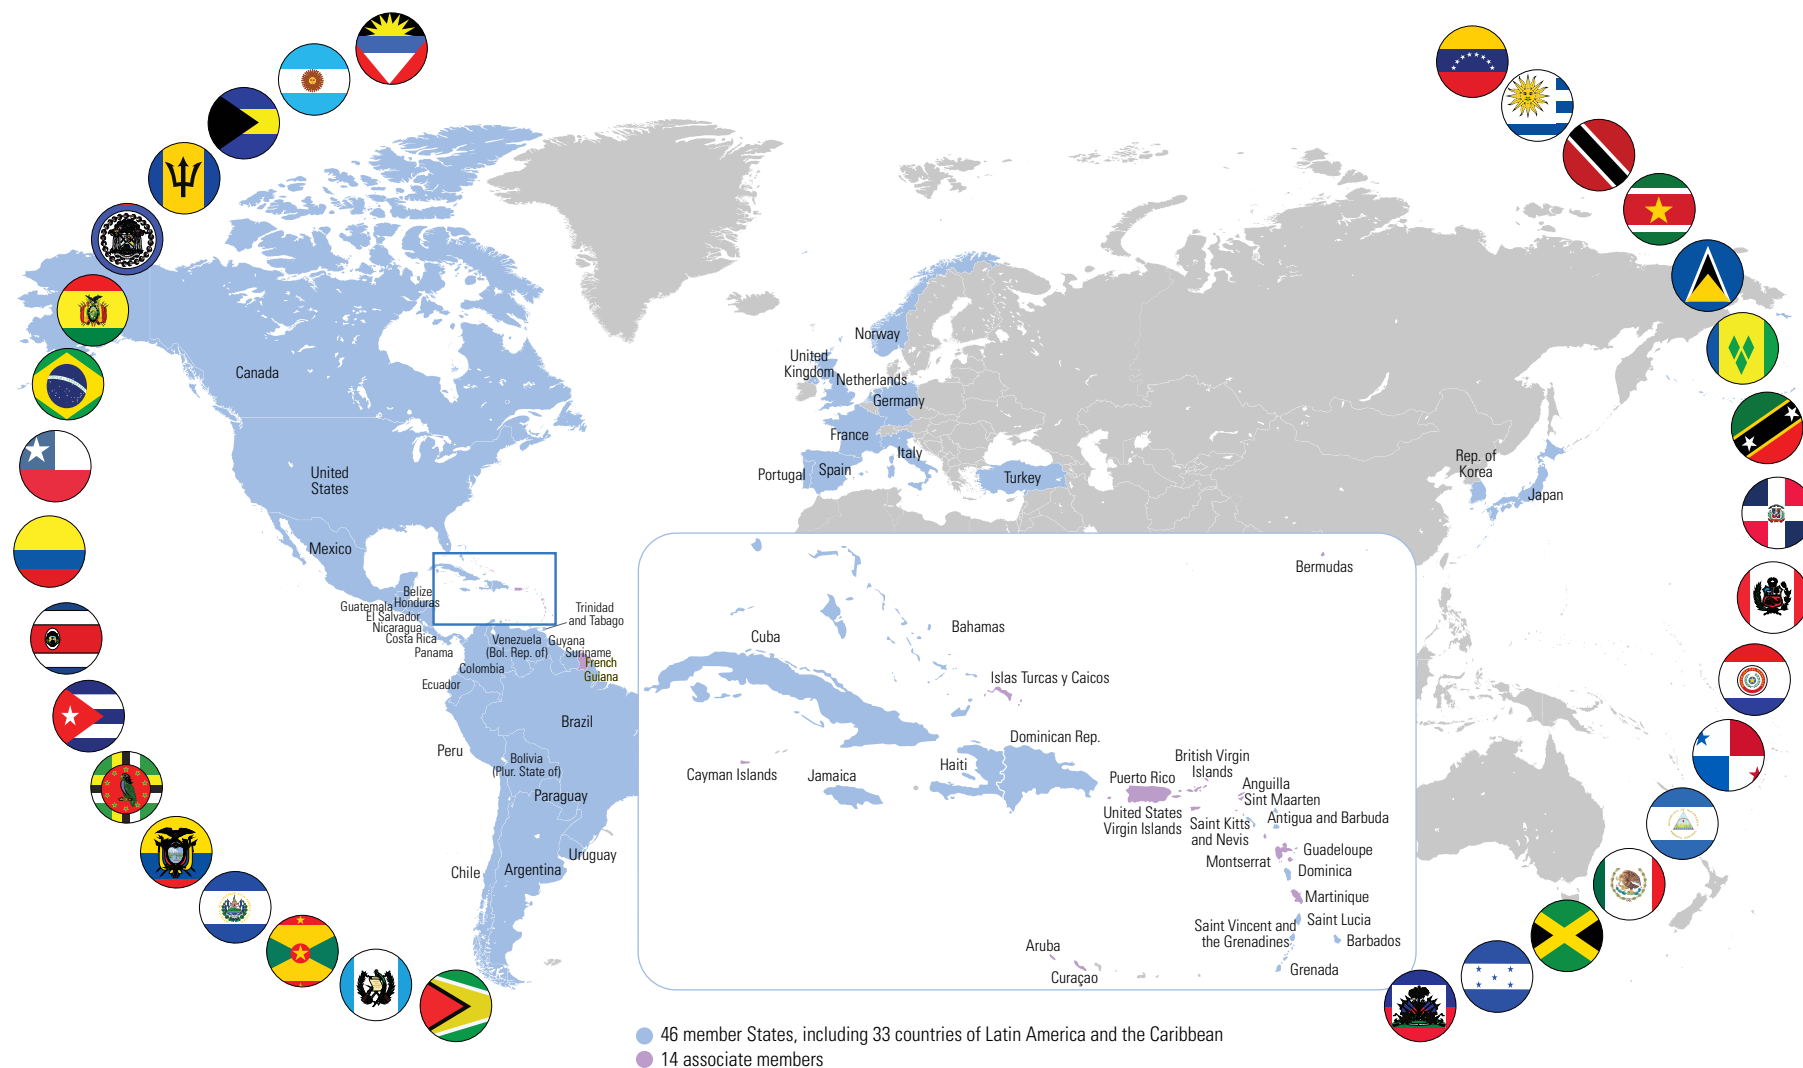 Canada
United
States
Mexico
Belize
Honduras
Guatemala
El Salvador
Nicaragua
Costa Rica
Panama
Trinidad
and Tabago
Venezuela
(Bol. Rep. of)
Guyana
Suriname
French
Guiana
Colombia
Ecuador
Brazil
Peru
Bolivia
(Plur. State of)
Paraguay
Uruguay
Chile
Argentina
Norway
United
Kingdom
Netherlands
Germany
France
Italy
Portugal
Spain
Turkey
Rep. of
Korea
Japan
Bermudas
Bahamas
Cuba
Islas Turcas y Caicos
Dominican Rep.
Haiti
Cayman Islands
Jamaica
Puerto Rico
British Virgin
Islands
Anguilla
Sint Maarten
United States
Virgin Islands
Saint Kitts
and Nevis
Antigua and Barbuda
Guadeloupe
Montserrat
Dominica
Martinique
Saint Lucia
Saint Vincent and
the Grenadines
Barbados
Aruba
Curaçao
Grenada
46 member States, including 33 countries of Latin America and the Caribbean
14 associate members